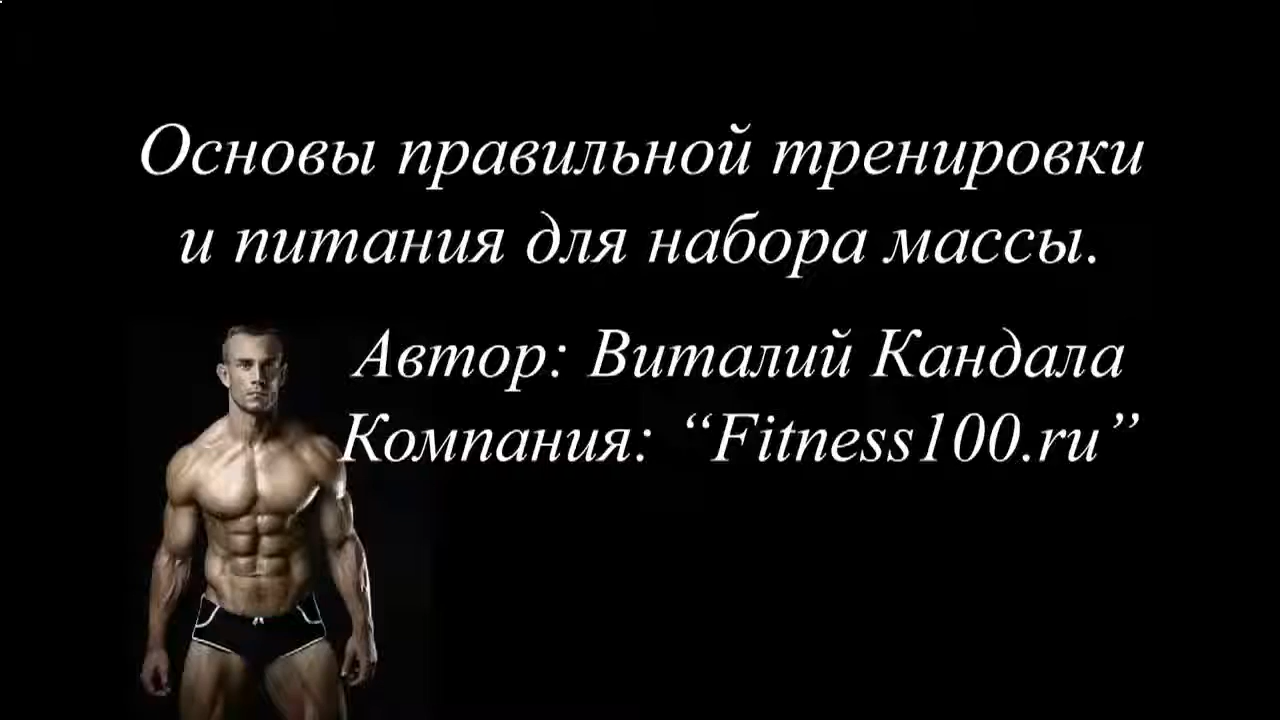 Основы правильной тренировки
и питания для набора массы.
Автор: Виталий Кандала
Компания: “Fitness100.ru”